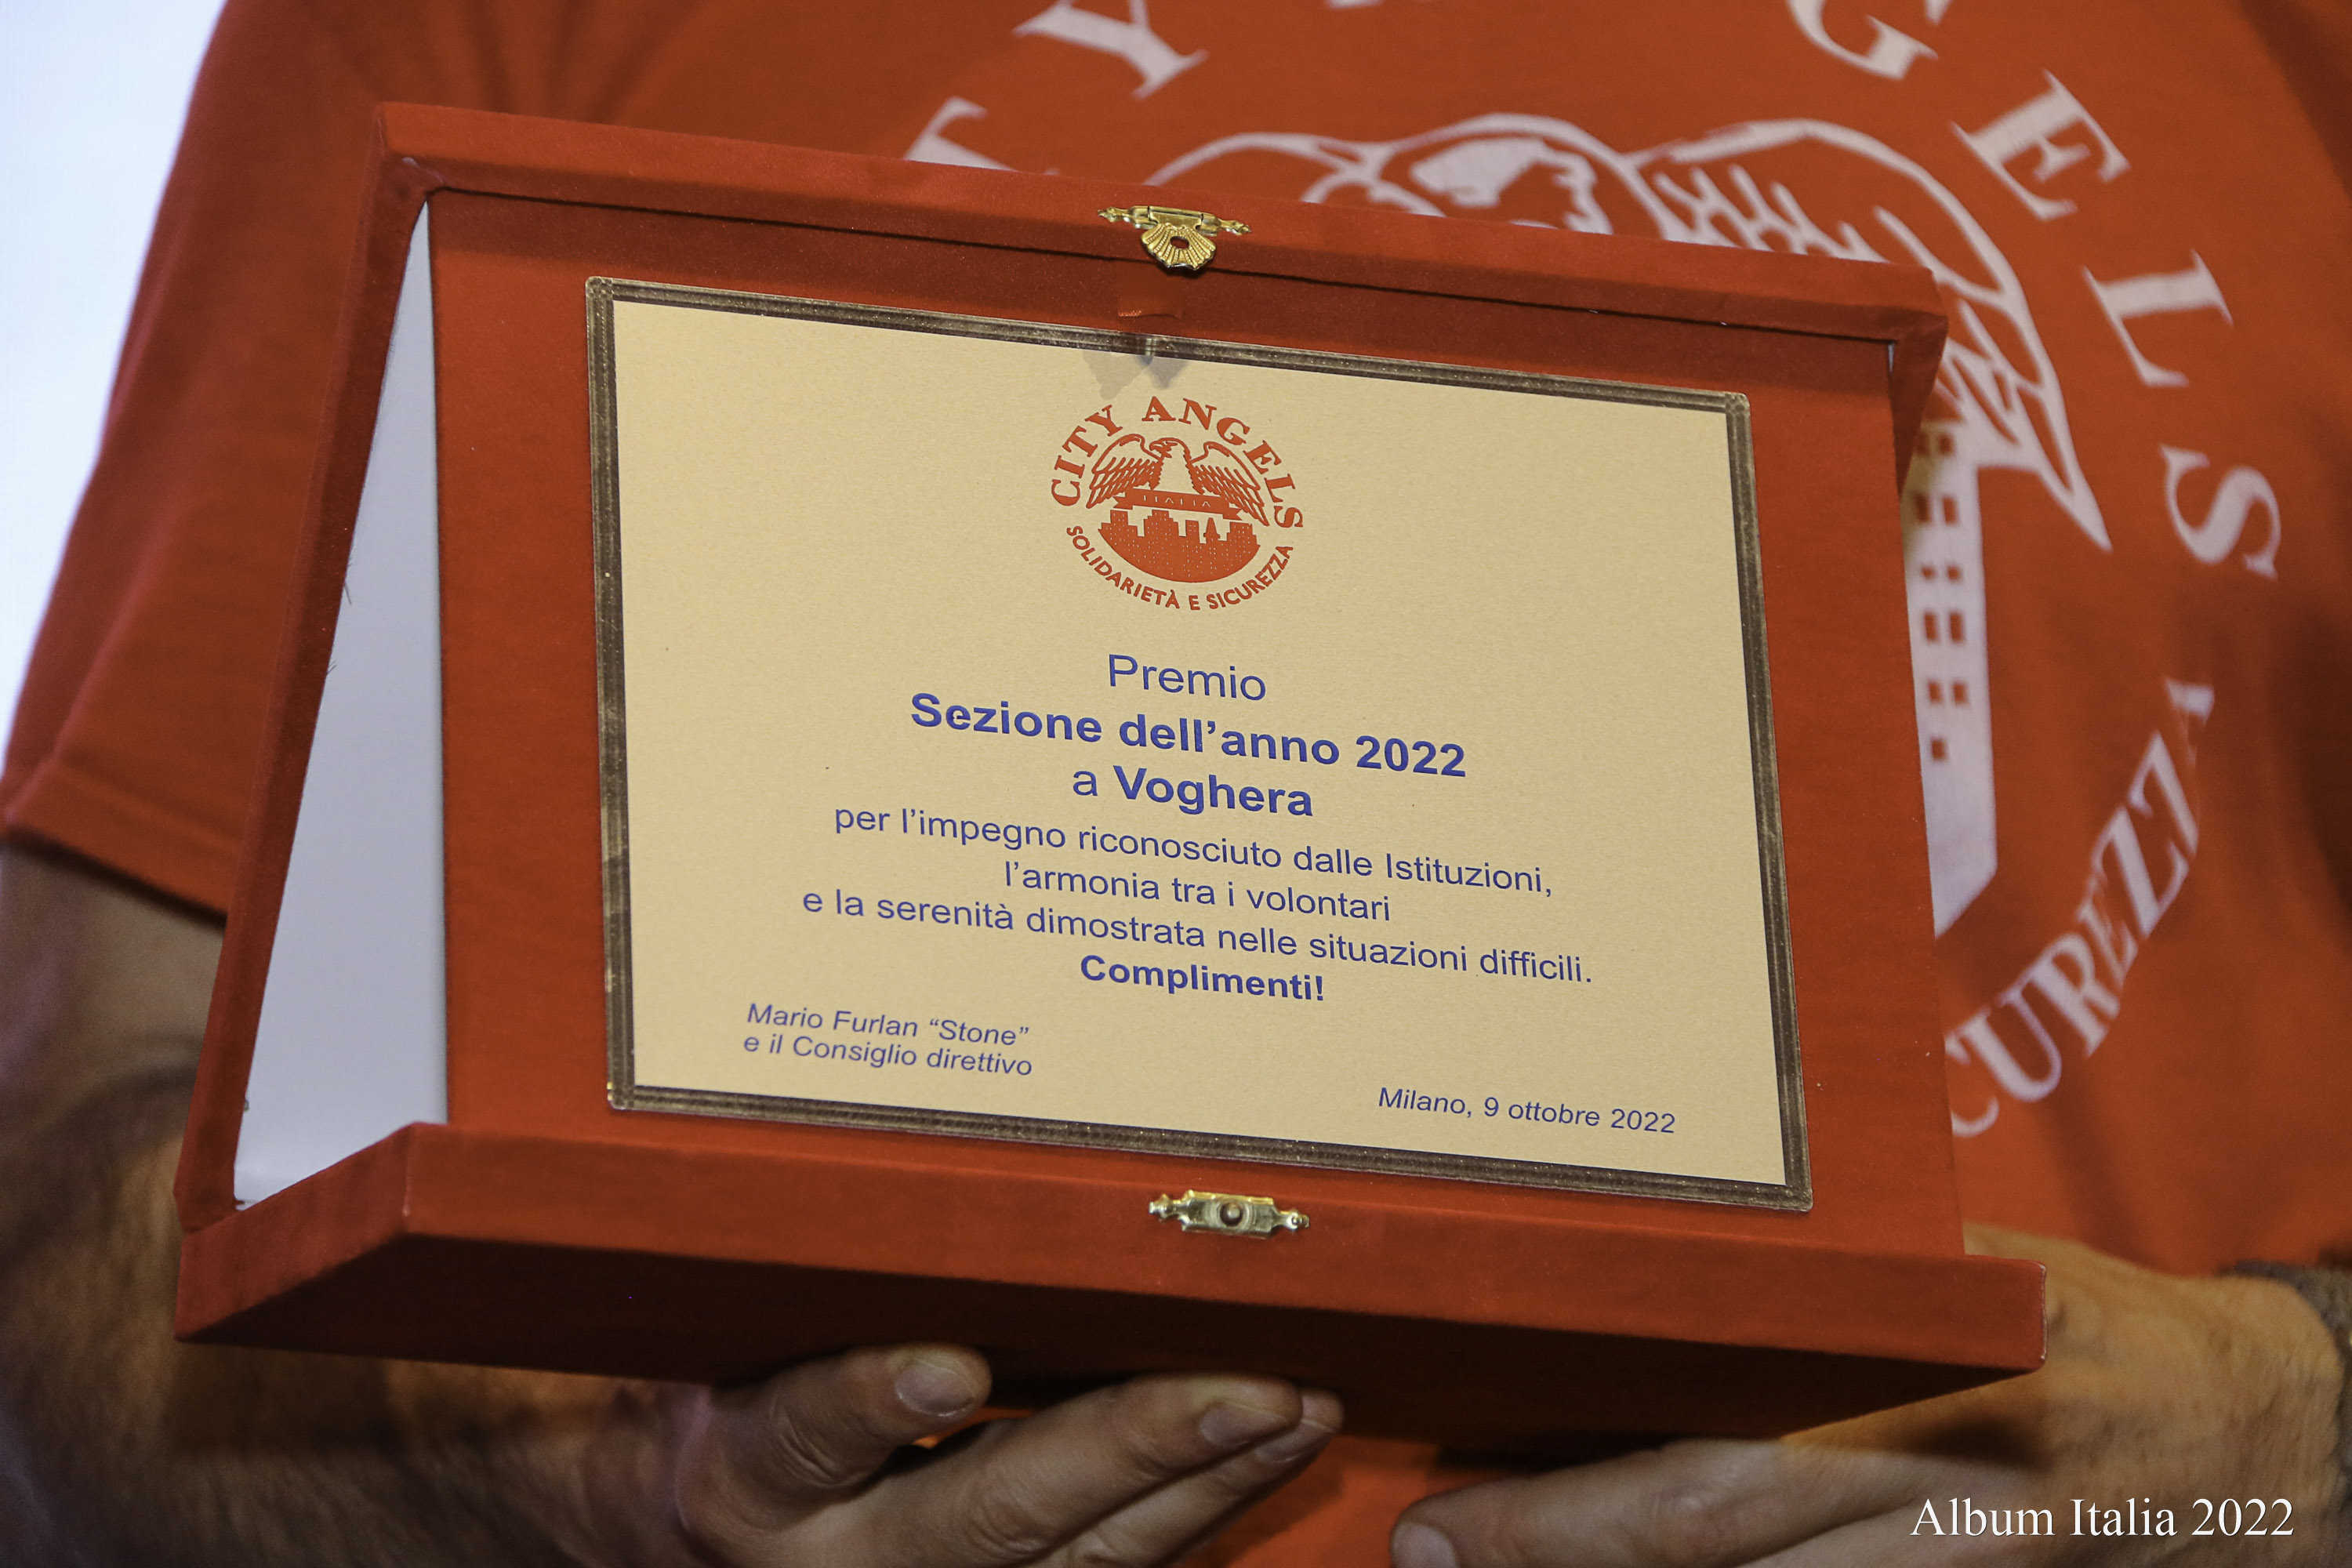 CITY ANGELS
ITALIA
SOLIDARIETÀ E SICUREZZA
Premio
Sezione dell'anno 2022
a Voghera
per l'impegno riconosciuto dalle Istituzioni,
l'armonia tra i volontari
e la serenità dimostrata nelle situazioni difficili.
Complimenti!
Mario Furlan “Stone”
e il Consiglio direttivo
Milano, 9 ottobre 2022
Album Italia 2022